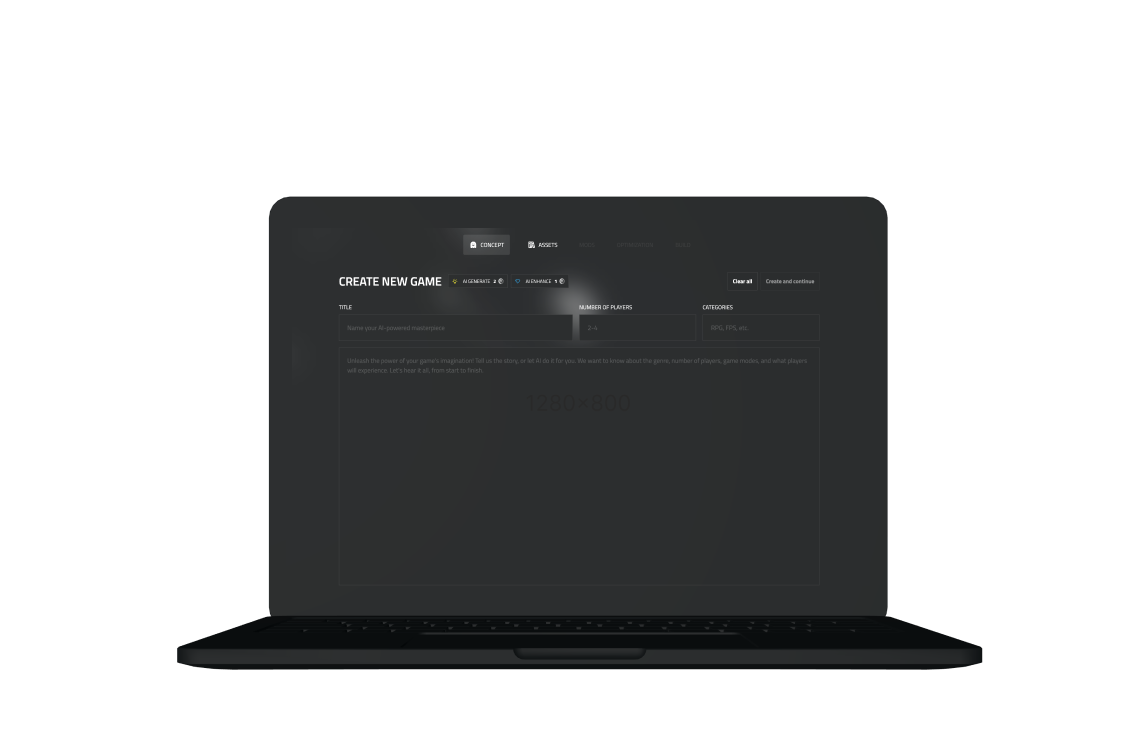 CONCEPT
ASSETS
MODE
OPTIMIZATION
BUILD
CREATE NEW GAME
AI GENERATE 2
AI ENHANCE 1
Clear all
Create and continue
TITLE
NUMBER OF PLAYERS
CATEGORIES
Name your AI-powered masterpiece
2-4
RPG, FPS, etc.
Unleash the power of your game's imagination! Tell us the story, or let AI do it for you. We want to know about the game, number of players, game modes, and what players
will experience. Let's hear it all, from start to finish.
1280×800